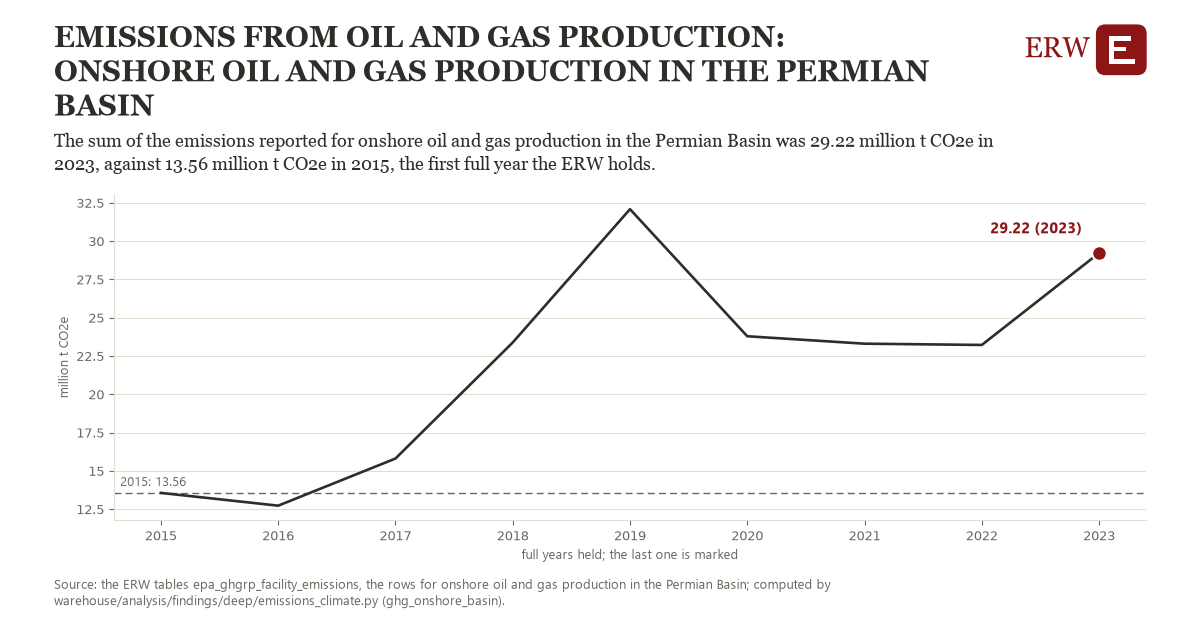 EMISSIONS FROM OIL AND GAS PRODUCTION:
ONSHORE OIL AND GAS PRODUCTION IN THE PERMIAN
BASIN
ERW
E
The sum of the emissions reported for onshore oil and gas production in the Permian Basin was 29.22 million t CO2e in
2023, against 13.56 million t CO2e in 2015, the first full year the ERW holds.
32.5
30
27.5
25
22.5
20
17.5
15
12.5
million t CO2e
29.22 (2023)
2015: 13.56
2015 2016 2017 2018 2019 2020 2021 2022 2023
full years held; the last one is marked
Source: the ERW tables epa_ghgrp_facility_emissions, the rows for onshore oil and gas production in the Permian Basin; computed by
warehouse/analysis/findings/deep/emissions_climate.py (ghg_onshore_basin).